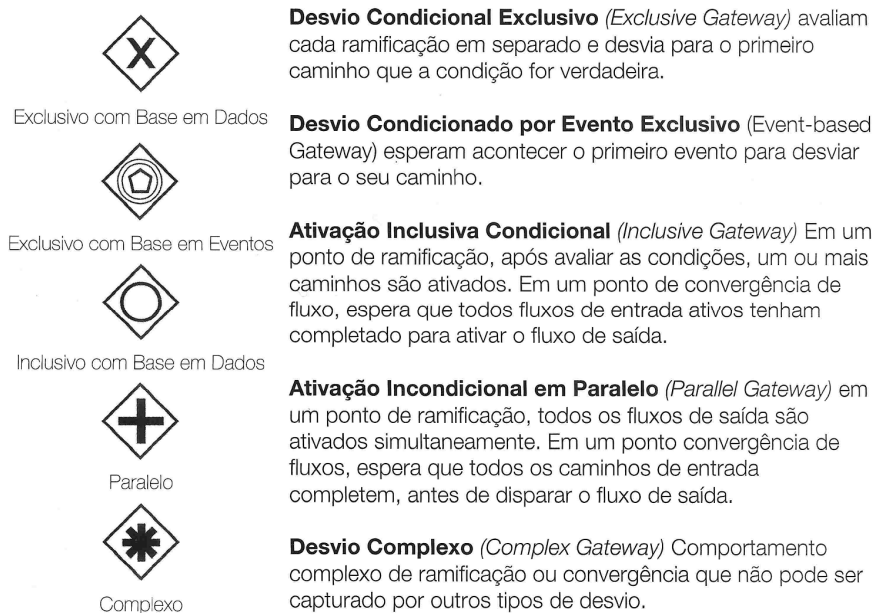 X
Exclusivo com Base em Dados
Desvio Condicional Exclusivo (Exclusive Gateway) avaliam
cada ramificação em separado e desvia para o primeiro
caminho que a condição for verdadeira.
Exclusivo com Base em Eventos
Desvio Condicionado por Evento Exclusivo (Event-based
Gateway) esperam acontecer o primeiro evento para desviar
para o seu caminho.
Inclusivo com Base em Dados
Ativação Inclusiva Condicional (Inclusive Gateway) Em um
ponto de ramificação, após avaliar as condições, um ou mais
caminhos são ativados. Em um ponto de convergência de
fluxo, espera que todos fluxos de entrada ativos tenham
completado para ativar o fluxo de saída.
Paralelo
Ativação Incondicional em Paralelo (Parallel Gateway) em
um ponto de ramificação, todos os fluxos de saída são
ativados simultaneamente. Em um ponto convergência de
fluxos, espera que todos os caminhos de entrada
completem, antes de disparar o fluxo de saída.
Complexo
Desvio Complexo (Complex Gateway) Comportamento
complexo de ramificação ou convergência que não pode ser
capturado por outros tipos de desvio.